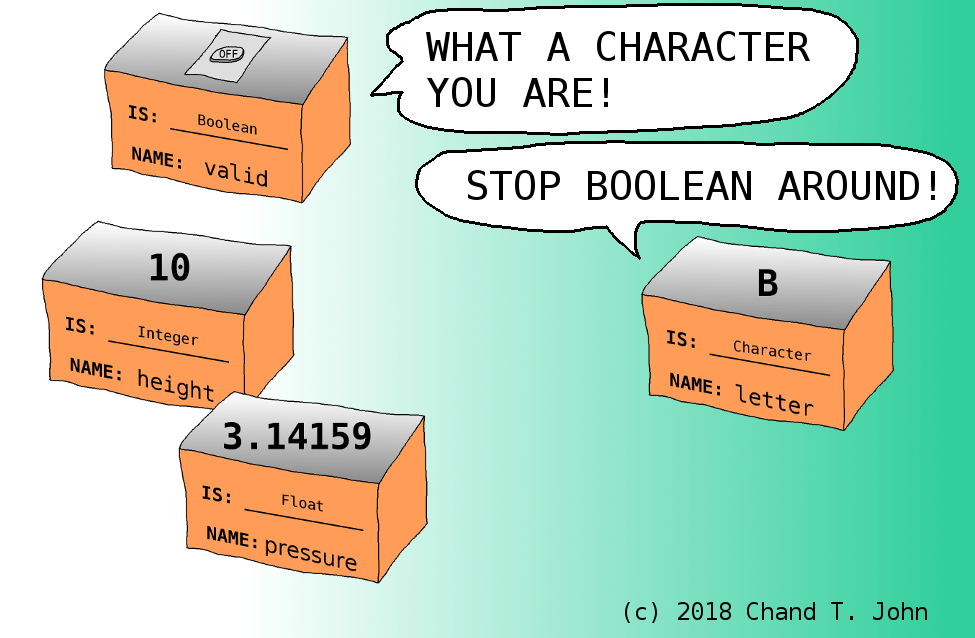 OFF
IS: Boolean
NAME: valid
WHAT A CHARACTER
YOU ARE!
STOP BOOLEAN AROUND!
10
IS: Integer
NAME: height
B
IS: Character
NAME: letter
3.14159
IS: Float
NAME: pressure
(c) 2018 Chand T. John